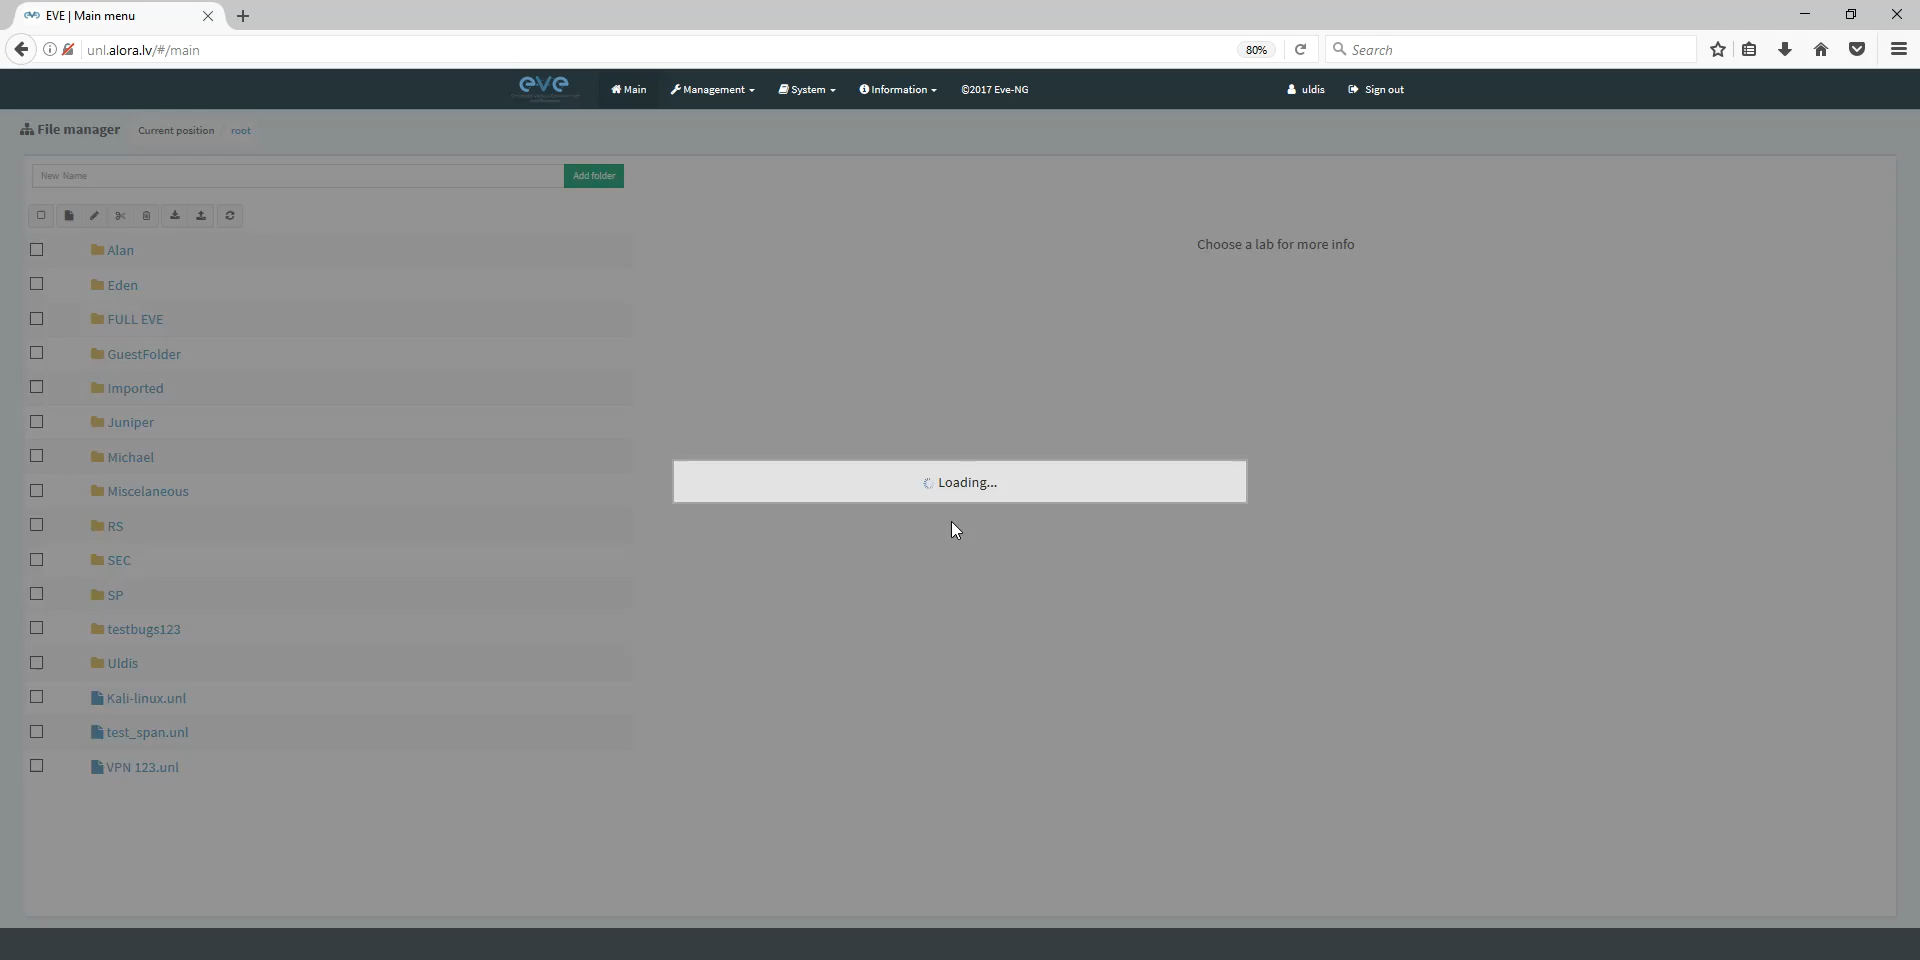 EVE | Main menu
unl.alora.lv/#/main
80%
Search
eve
Main
Management
System
Information
©2017 Eve-NG
uldis
Sign out
File manager
Current position
root
New Name
Add folder
Choose a lab for more info
Alan
Eden
FULL EVE
GuestFolder
Imported
Juniper
Michael
Miscelaneous
RS
SEC
SP
testbugs123
Uldis
Kali-linux.unl
test_span.unl
VPN 123.unl
Loading...